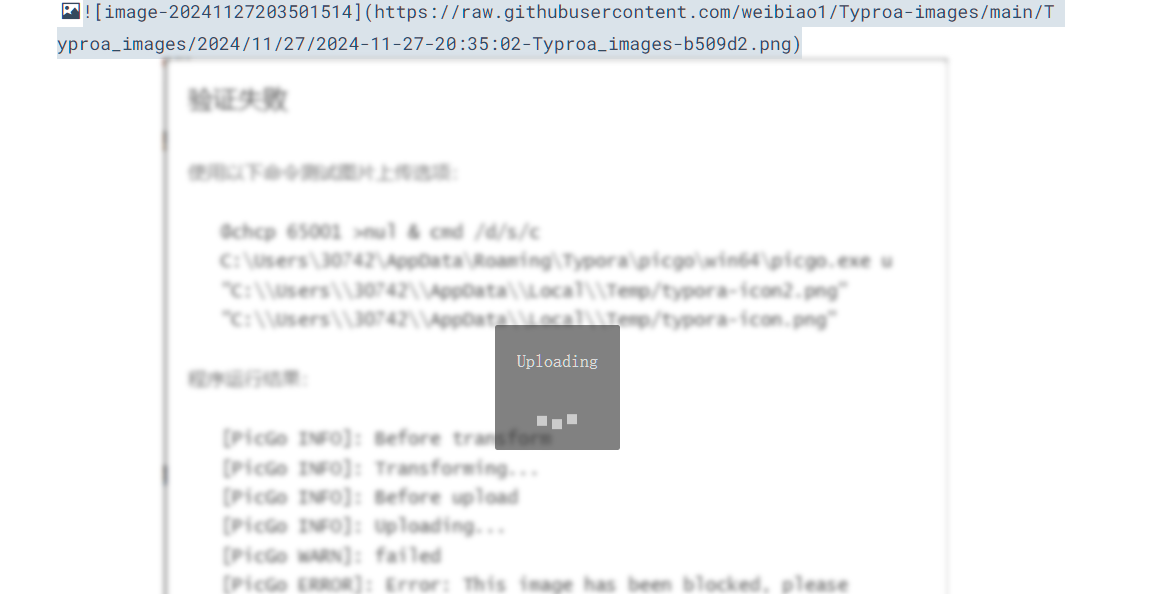 ![image-20241127203501514](https://raw.githubusercontent.com/weibiao1/Typroa-images/main/T
yproa_images/2024/11/27/2024-11-27-20:35:02-Typroa_images-b509d2.png)
验证失败
使用以下命令测试图片上传选项:
@chcp 65001 >nul & cmd /d/s/c
C:\Users\30742\AppData\Roaming\Typora\picgo\win64\picgo.exe u
"C:\\Users\\30742\\AppData\\Local\\Temp/typora-icon2.png"
"C:\\Users\\30742\\AppData\\Local\\Temp/typora-icon.png"
Uploading
程序运行结果:
[PicGo INFO]: Before transform
[PicGo INFO]: Transforming...
[PicGo INFO]: Before upload
[PicGo INFO]: Uploading...
[PicGo WARN]: failed
[PicGo ERROR]: Error: This image has been blocked, please